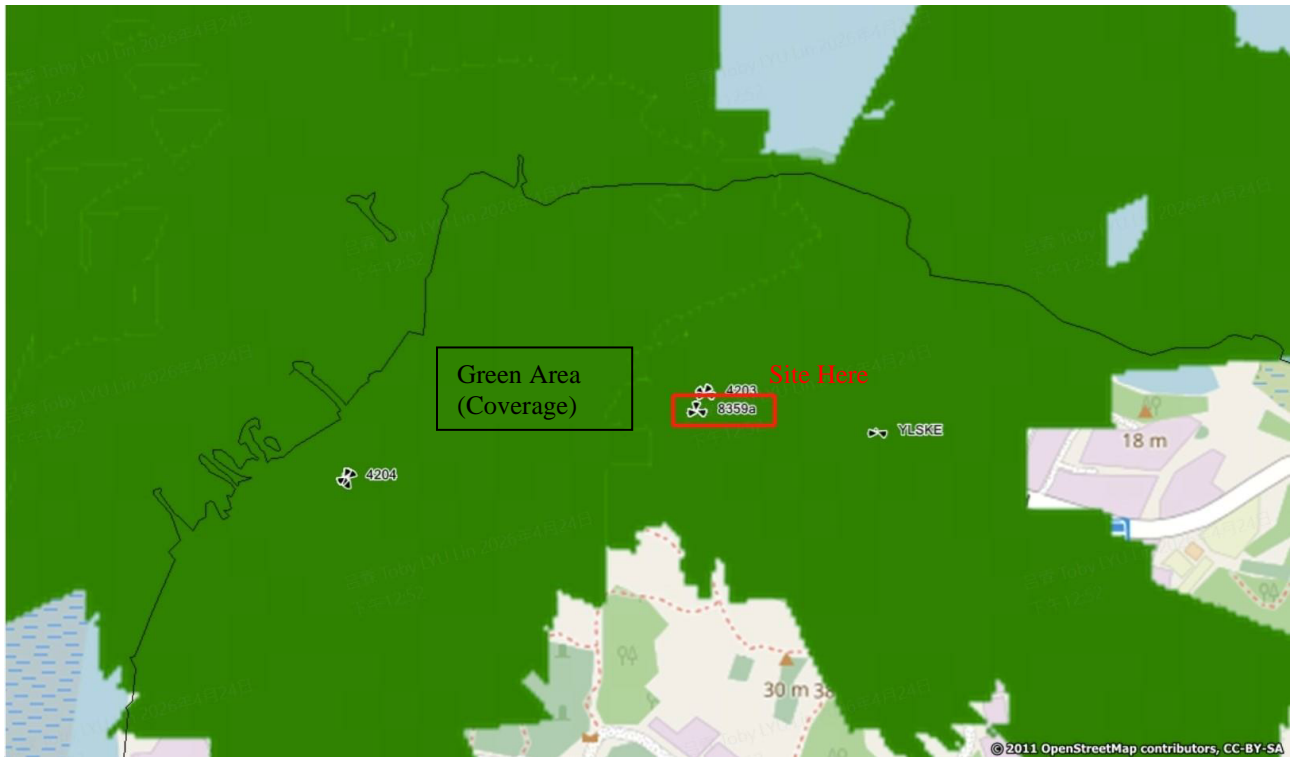 Green Area
(Coverage)
Site Here
4203
8359a
YLSKE
4204
18 m
30 m
© 2011 OpenStreetMap contributors, CC-BY-SA